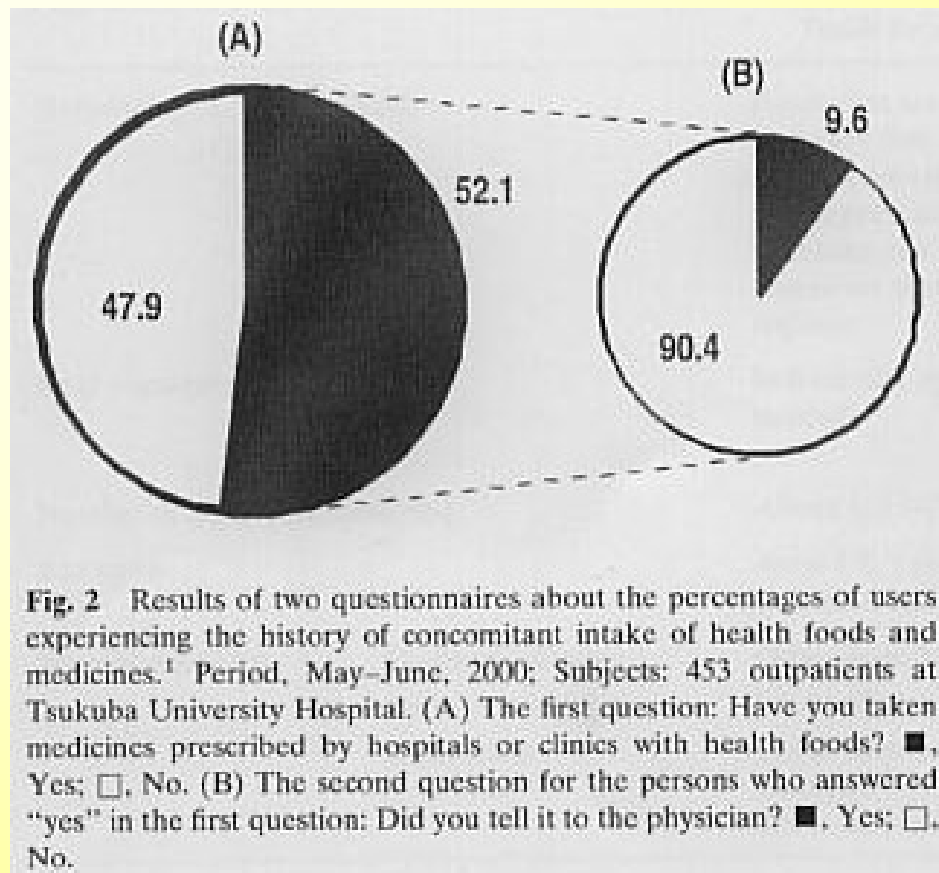 (A)
(B)
9.6
52.1
47.9
90.4
Fig. 2 Results of two questionnaires about the percentages of users
experiencing the history of concomitant intake of health foods and
medicines.¹ Period, May–June, 2000; Subjects: 453 outpatients at
Tsukuba University Hospital. (A) The first question: Have you taken
medicines prescribed by hospitals or clinics with health foods? ■,
Yes; □, No. (B) The second question for the persons who answered
“yes” in the first question: Did you tell it to the physician? ■, Yes; □,
No.